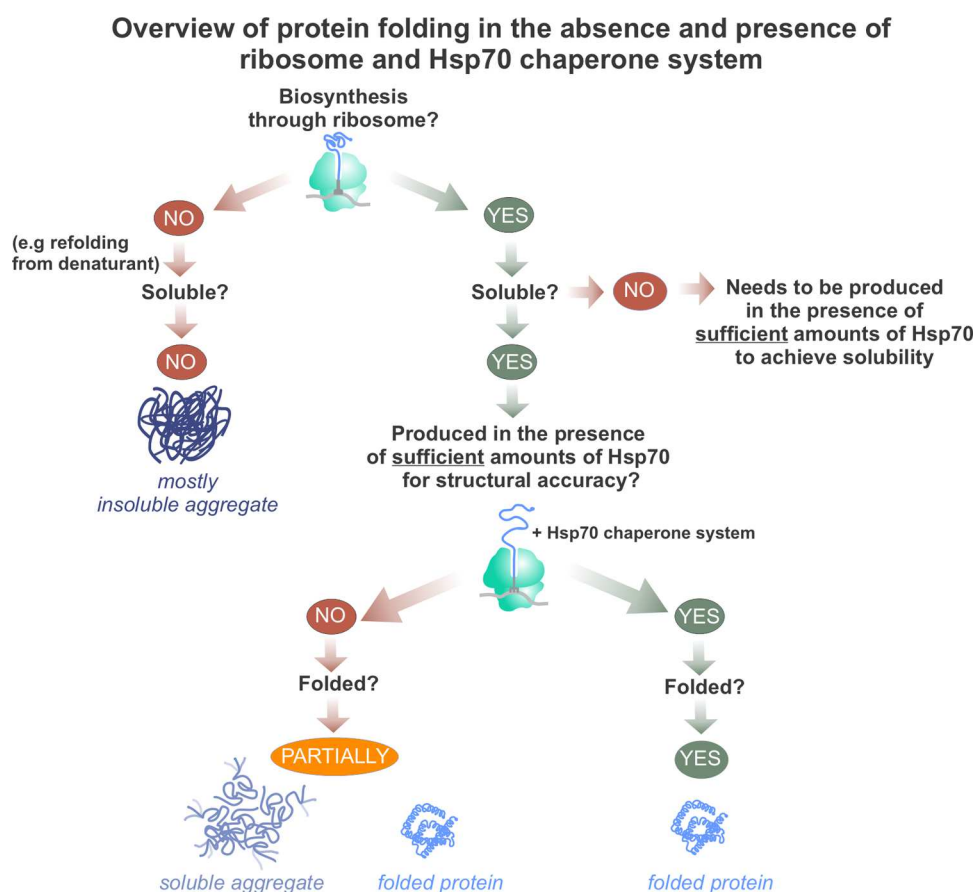 Overview of protein folding in the absence and presence of
ribosome and Hsp70 chaperone system
Biosynthesis
through ribosome?
NO
YES
(e.g refolding
from denaturant)
Soluble?
Soluble?
NO
Needs to be produced
in the presence of
sufficient amounts of Hsp70
to achieve solubility
NO
YES
mostly
insoluble aggregate
Produced in the presence
of sufficient amounts of Hsp70
for structural accuracy?
+ Hsp70 chaperone system
NO
YES
Folded?
Folded?
PARTIALLY
YES
soluble aggregate
folded protein
folded protein